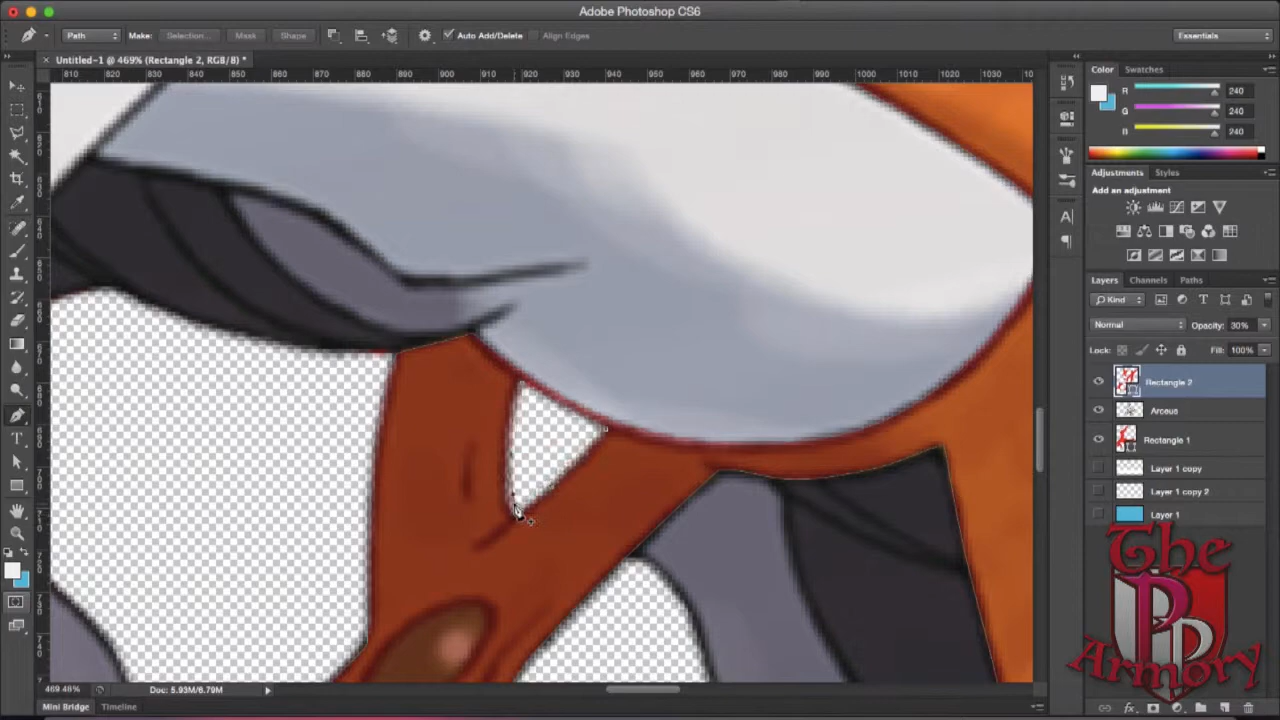 Adobe Photoshop CS6
Path Make: Selection... Mask Shape Auto Add/Delete Align Edges Essentials
Untitled-1 @ 469% (Rectangle 2, RGB/8) *
810 820 830 840 850 860 870 880 890 900 910 920 930 940 950 960 970 980 990 1000 1010 1020 1030
Color Swatches
R 240
G 240
B 240
Adjustments Styles
Add an adjustment
Layers Channels Paths
Kind
Normal Opacity: 30%
Lock: Fill: 100%
Rectangle 2
Arceus
Rectangle 1
Layer 1 copy
Layer 1 copy 2
Layer 1
The
PD
Armory
469.48% Doc: 5.93M/6.79M
Mini Bridge Timeline